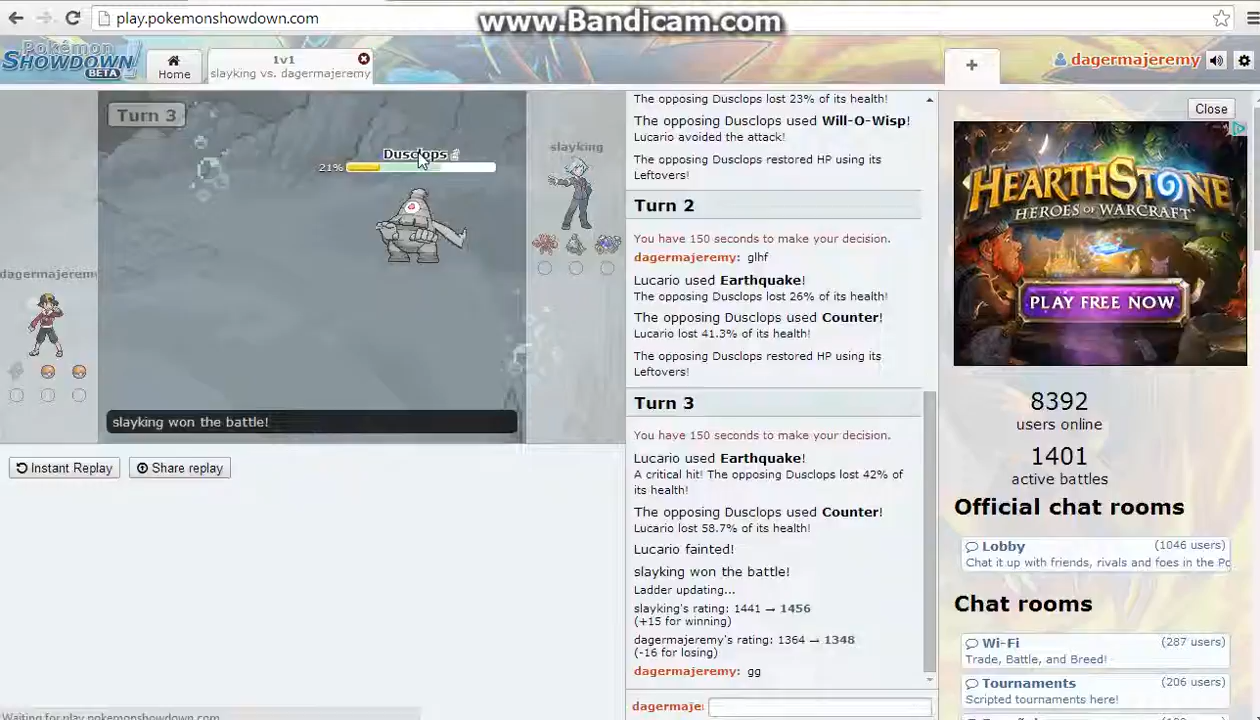 www.Bandicam.com
play.pokemonshowdown.com
Pokémon
SHOWDOWN
BETA
Home
1v1
slayking vs. dagermajeremy
+
dagermajeremy
Turn 3
Dusclops
21%
slayking
dagermajeremy
slayking won the battle!
Instant Replay
Share replay
The opposing Dusclops lost 23% of its health!
The opposing Dusclops used Will-O-Wisp!
Lucario avoided the attack!
The opposing Dusclops restored HP using its
Leftovers!
Turn 2
You have 150 seconds to make your decision.
dagermajeremy: glhf
Lucario used Earthquake!
The opposing Dusclops lost 26% of its health!
The opposing Dusclops used Counter!
Lucario lost 41.3% of its health!
The opposing Dusclops restored HP using its
Leftovers!
Turn 3
You have 150 seconds to make your decision.
Lucario used Earthquake!
A critical hit! The opposing Dusclops lost 42% of
its health!
The opposing Dusclops used Counter!
Lucario lost 58.7% of its health!
Lucario fainted!
slayking won the battle!
Ladder updating...
slayking's rating: 1441 → 1456
(+15 for winning)
dagermajeremy's rating: 1364 → 1348
(-16 for losing)
dagermajeremy: gg
dagermaje:
Close
HEARTHSTONE
HEROES OF WARCRAFT
PLAY FREE NOW
8392
users online
1401
active battles
Official chat rooms
Lobby
(1046 users)
Chat it up with friends, rivals and foes in the Po
Chat rooms
Wi-Fi
(287 users)
Trade, Battle, and Breed!
Tournaments
(206 users)
Scripted tournaments here!
Waiting for play.pokemonshowdown.com